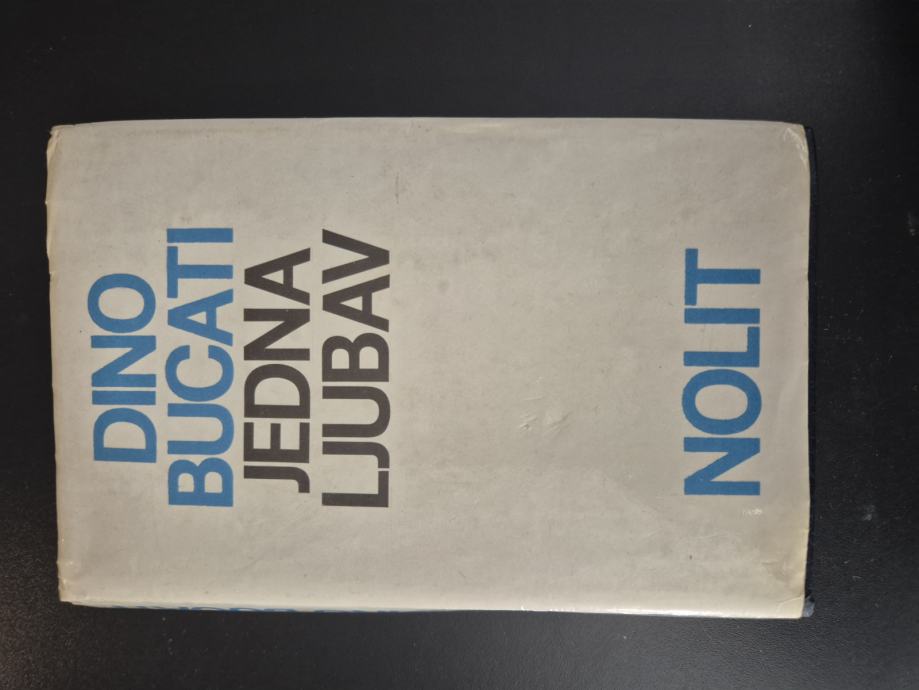 DINO
BUCATI
JEDNA
LJUBAV
NOLIT